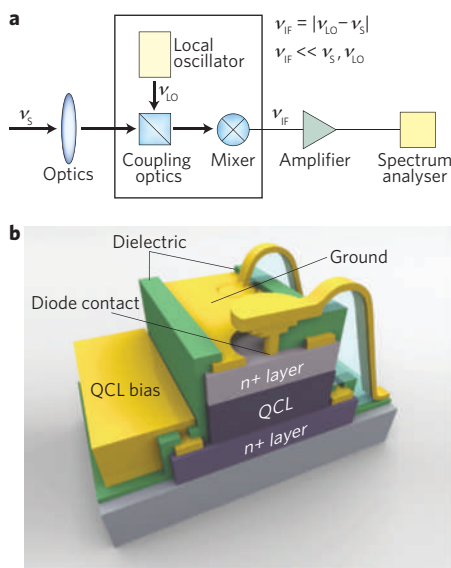 a
ν_IF = |ν_LO – ν_S|
ν_IF << ν_S, ν_LO
Local
oscillator
ν_S
ν_LO
ν_IF
Optics
Coupling
optics
Mixer
Amplifier
Spectrum
analyser
b
Dielectric
Ground
Diode contact
QCL bias
n+ layer
QCL
n+ layer